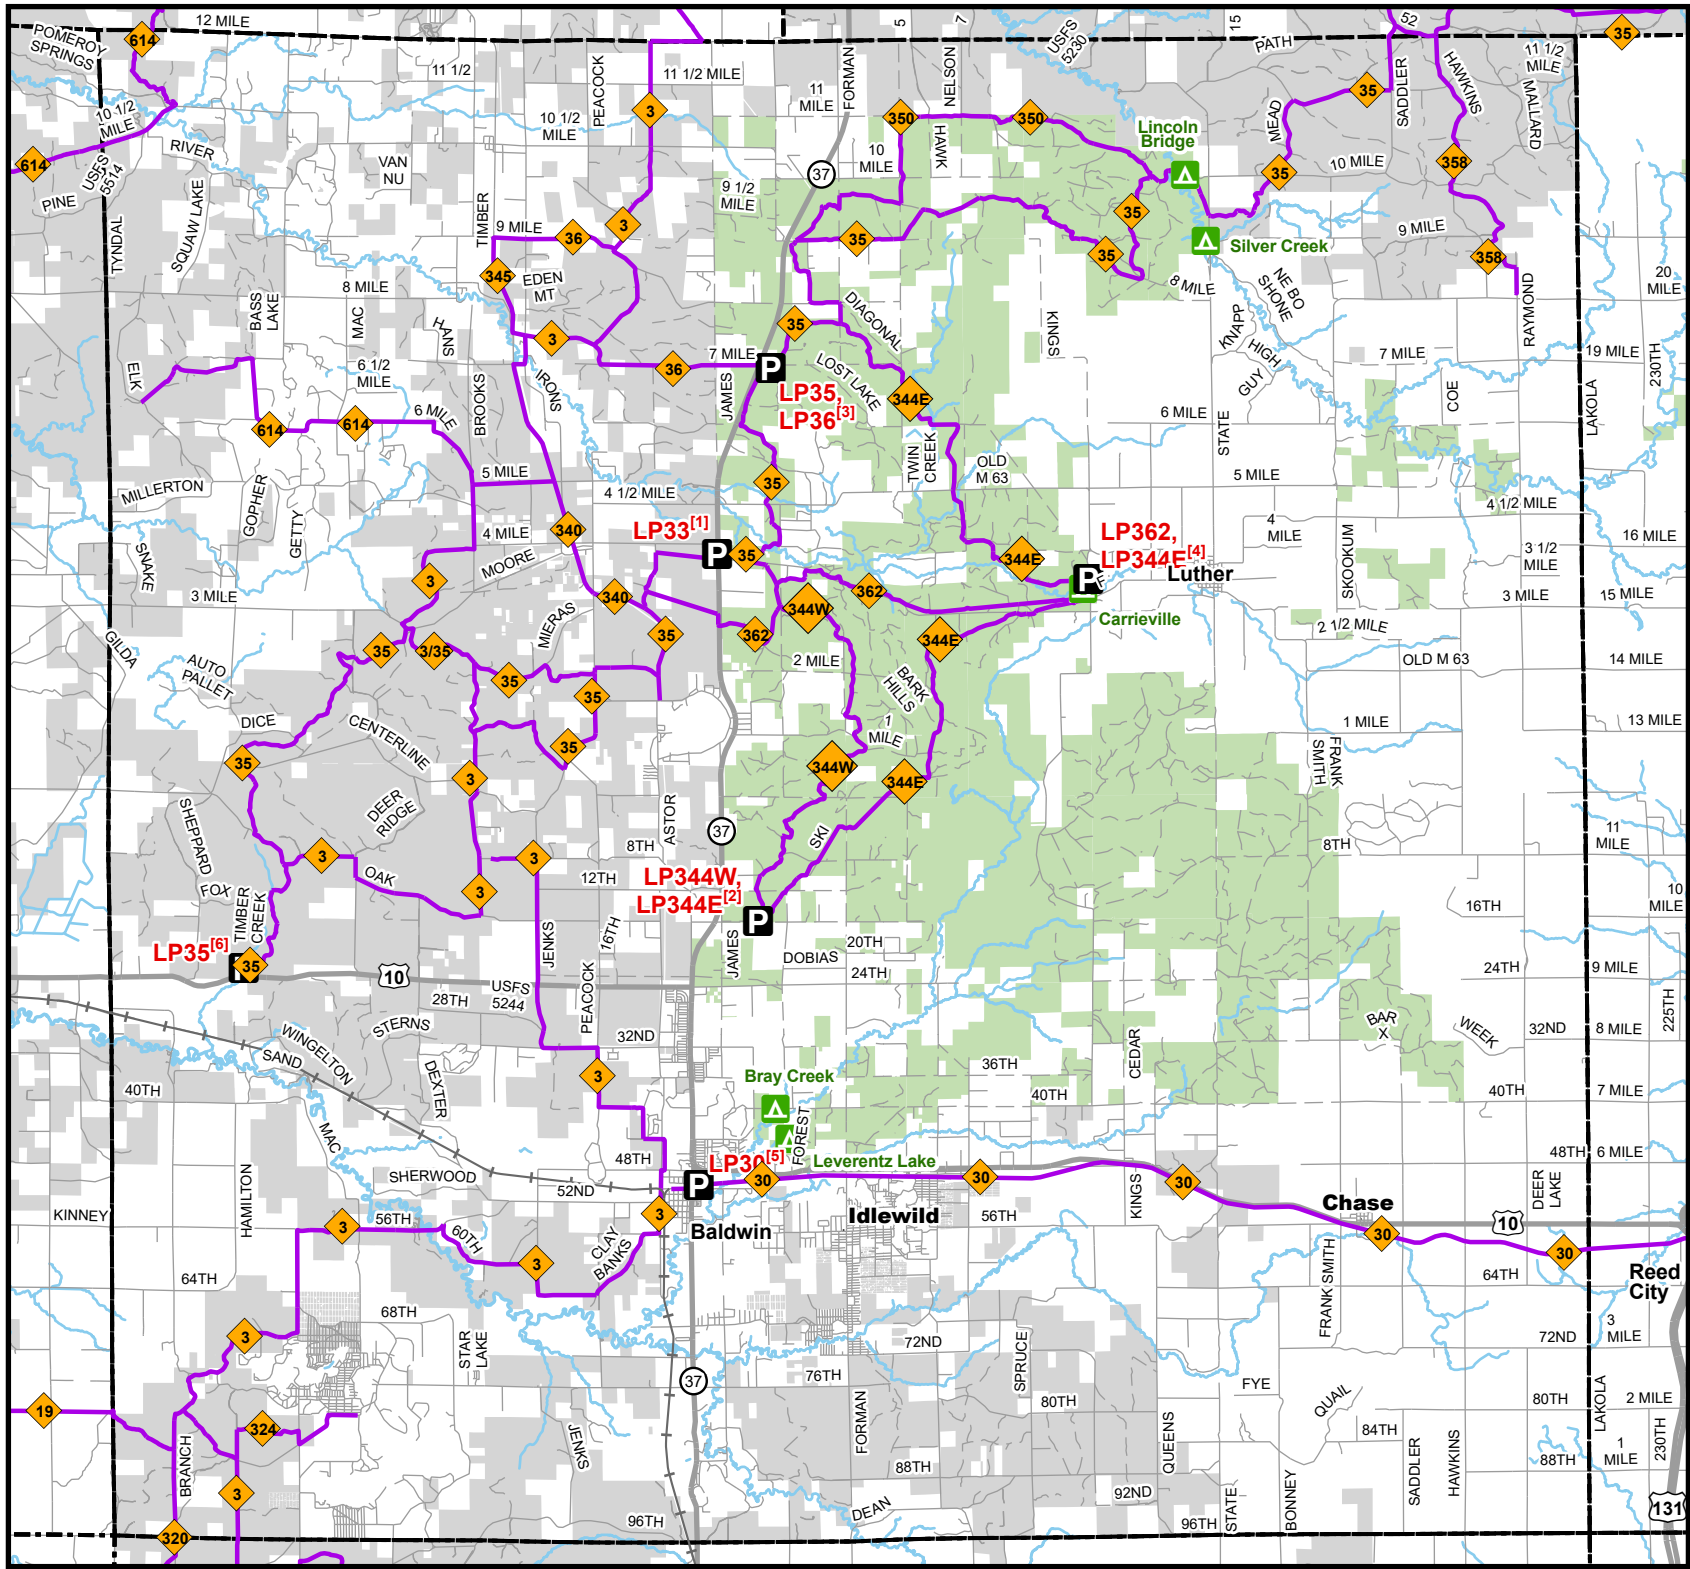 12 MILE
POMEROY
SPRINGS
614
10 1/2
MILE
614
USFS
5514
PINE
RIVER
TYNDAL
SQUAW LAKE
VAN
NU
11 1/2
PEACOCK
11 1/2 MILE
10 1/2
MILE
3
TIMBER
9 MILE
36
3
345
EDEN
MT
8 MILE
BASS
LAKE
MAC
HANS
ELK
6 1/2
MILE
6 MILE
614
614
BROOKS
IRONS
3
36
7 MILE
JAMES
11
MILE
FORMAN
5
7
NELSON
USFS
5230
15
PATH
52
35
11 1/2
MILE
SADDLER
HAWKINS
MALLARD
35
MEAD
350
350
HAWK
10
MILE
37
9 1/2
MILE
Lincoln
Bridge
10 MILE
358
35
35
35
35
Silver Creek
9 MILE
358
8 MILE
NE BO
SHONE
KNAPP
HIGH
GUY
20
MILE
RAYMOND
7 MILE
19 MILE
230TH
COE
LAKOLA
DIAGONAL
LOST LAKE
KINGS
35
P
LP35,
LP36[3]
344E
6 MILE
STATE
TWIN
CREEK
OLD
M 63
5 MILE
4 1/2 MILE
4
MILE
SKOOKUM
16 MILE
3 1/2
MILE
3 MILE
15 MILE
MILLERTON
GOPHER
GETTY
5 MILE
4 1/2 MILE
4 MILE
MOORE
340
35
LP33[1]
P
35
SNAKE
3 MILE
3
340
MIERAS
344W
362
344E
LP362,
LP344E[4]
P
Luther
Carrieville
GILDA
AUTO
PALLET
35
3/35
35
362
2 MILE
344E
BARK
HILLS
2 1/2 MILE
OLD M 63
14 MILE
DICE
CENTERLINE
35
35
35
1
MILE
1 MILE
13 MILE
35
3
344W
344E
FRANK
SMITH
SHEPPARD
DEER
RIDGE
ASTOR
37
SKI
8TH
8TH
11
MILE
3
OAK
3
12TH
FOX
3
LP344W,
LP344E[2]
P
TIMBER
CREEK
16TH
16TH
10
MILE
LP35[6]
35
JENKS
JAMES
20TH
DOBIAS
24TH
24TH
9 MILE
10
28TH
USFS
5244
PEACOCK
225TH
STERNS
WINGELTON
SAND
32ND
BAR
X
WEEK
32ND
8 MILE
40TH
DEXTER
3
Bray Creek
FOREST
36TH
40TH
CEDAR
40TH
7 MILE
MAC
48TH
LP30[5]
Leverentz Lake
48TH
6 MILE
SHERWOOD
52ND
P
30
30
30
KINGS
DEER
LAKE
KINNEY
HAMILTON
3
56TH
60TH
3
CLAY
BANKS
3
Baldwin
Idlewild
56TH
Chase
30
10
30
64TH
64TH
Reed
City
68TH
3
STAR
LAKE
FRANK SMITH
3
MILE
72ND
72ND
SPRUCE
76TH
37
FYE
QUAIL
80TH
80TH
2 MILE
LAKOLA
19
324
FORMAN
84TH
BRANCH
JENKS
QUEENS
SADDLER
HAWKINS
88TH
88TH
1
MILE
230TH
3
92ND
BONNEY
STATE
DEAN
131
320
96TH
96TH